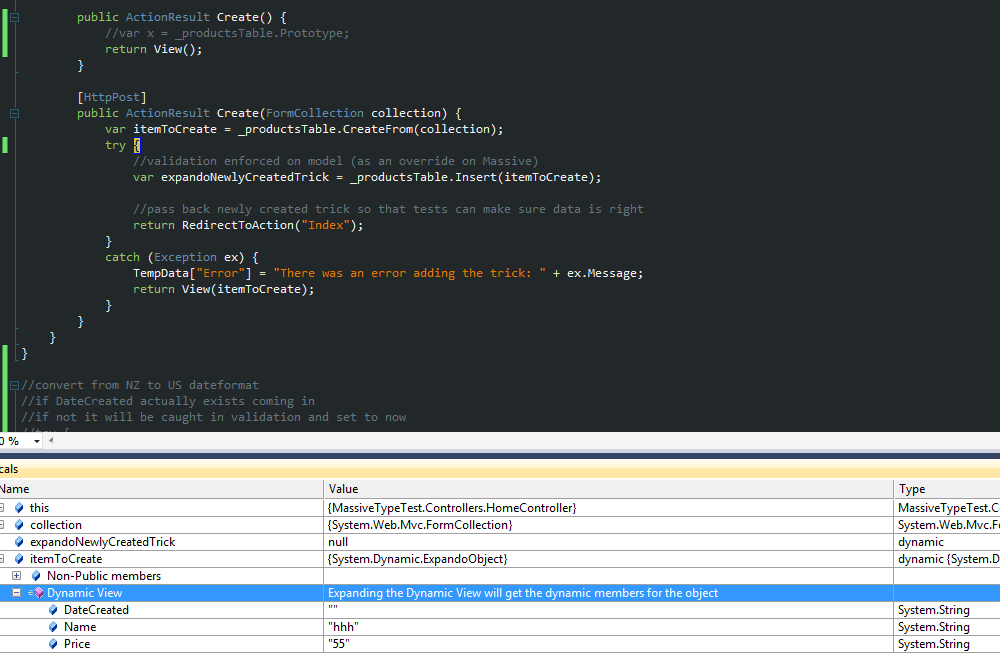 public ActionResult Create() {
//var x = _productsTable.Prototype;
return View();
}
[HttpPost]
public ActionResult Create(FormCollection collection) {
var itemToCreate = _productsTable.CreateFrom(collection);
try {
//validation enforced on model (as an override on Massive)
var expandoNewlyCreatedTrick = _productsTable.Insert(itemToCreate);
//pass back newly created trick so that tests can make sure data is right
return RedirectToAction("Index");
}
catch (Exception ex) {
TempData["Error"] = "There was an error adding the trick: " + ex.Message;
return View(itemToCreate);
}
}
}
}
//convert from NZ to US dateformat
//if DateCreated actually exists coming in
//if not it will be caught in validation and set to now
//try {
0 %
cals
Name Value Type
this {MassiveTypeTest.Controllers.HomeController} MassiveTypeTest.C
collection {System.Web.Mvc.FormCollection} System.Web.Mvc.Fo
expandoNewlyCreatedTrick null dynamic
itemToCreate {System.Dynamic.ExpandoObject} dynamic {System.D
Non-Public members
Dynamic View Expanding the Dynamic View will get the dynamic members for the object
DateCreated "" System.String
Name "hhh" System.String
Price "55" System.String